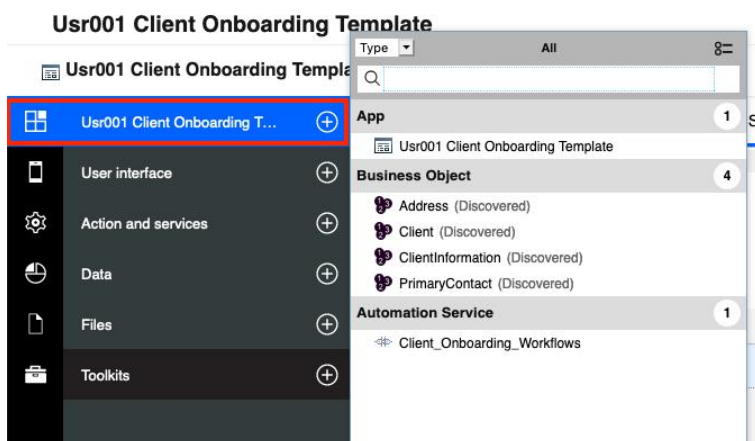 Usr001 Client Onboarding Template
Usr001 Client Onboarding Templa
Type
All
Usr001 Client Onboarding T...
User interface
Action and services
Data
Files
Toolkits
App 1
Usr001 Client Onboarding Template
Business Object 4
Address (Discovered)
Client (Discovered)
ClientInformation (Discovered)
PrimaryContact (Discovered)
Automation Service 1
Client_Onboarding_Workflows